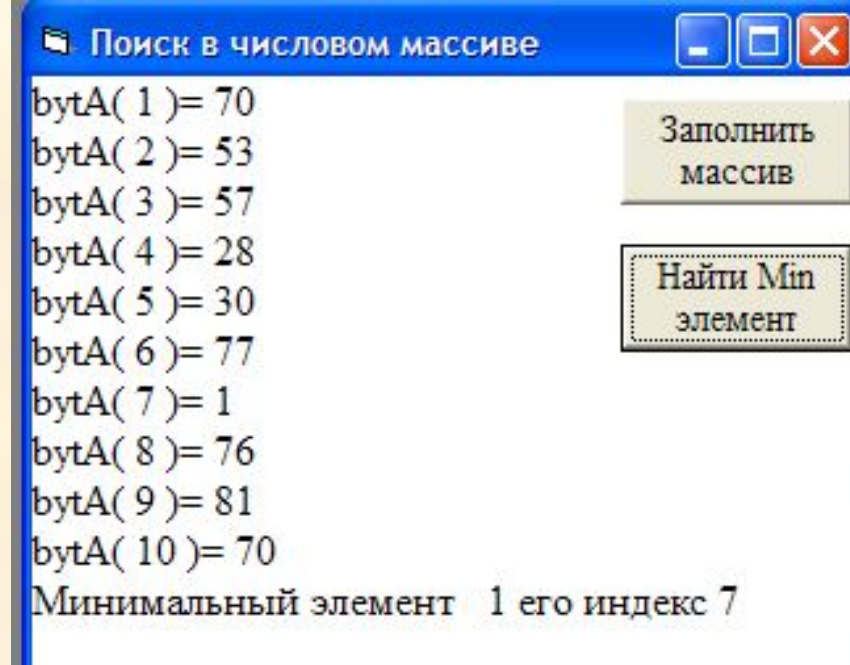 Поиск в числовом массиве
bytA( 1 )= 70
bytA( 2 )= 53
bytA( 3 )= 57
bytA( 4 )= 28
bytA( 5 )= 30
bytA( 6 )= 77
bytA( 7 )= 1
bytA( 8 )= 76
bytA( 9 )= 81
bytA( 10 )= 70
Минимальный элемент   1 его индекс 7
Заполнить
массив
Найти Min
элемент